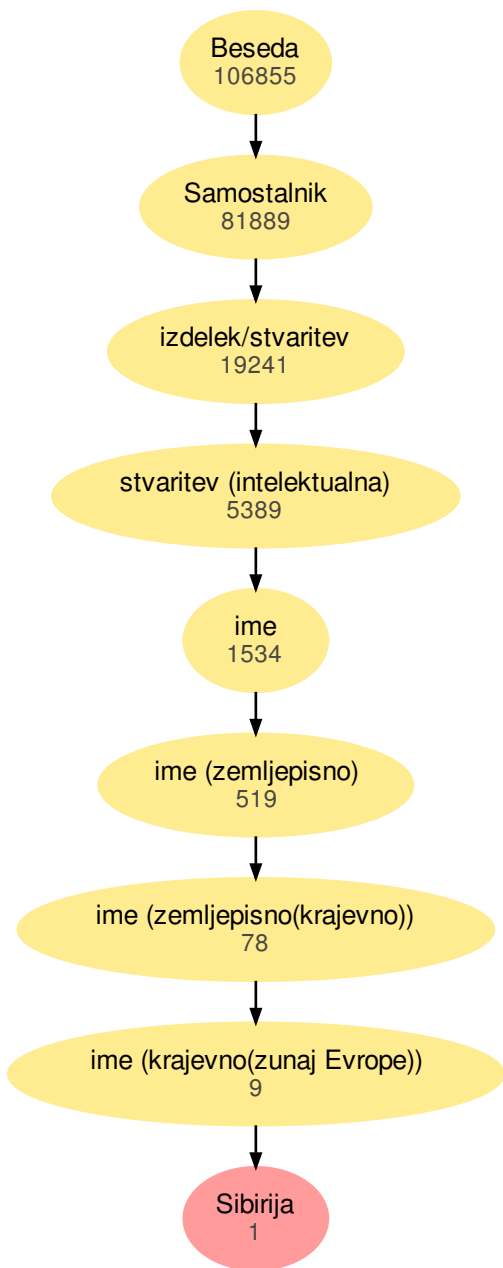 Beseda
106855
Samostalnik
81889
izdelek/stvaritev
19241
stvaritev (intelektualna)
5389
ime
1534
ime (zemljepisno)
519
ime (zemljepisno(krajevno))
78
ime (krajevno(zunaj Evrope))
9
Sibirija
1